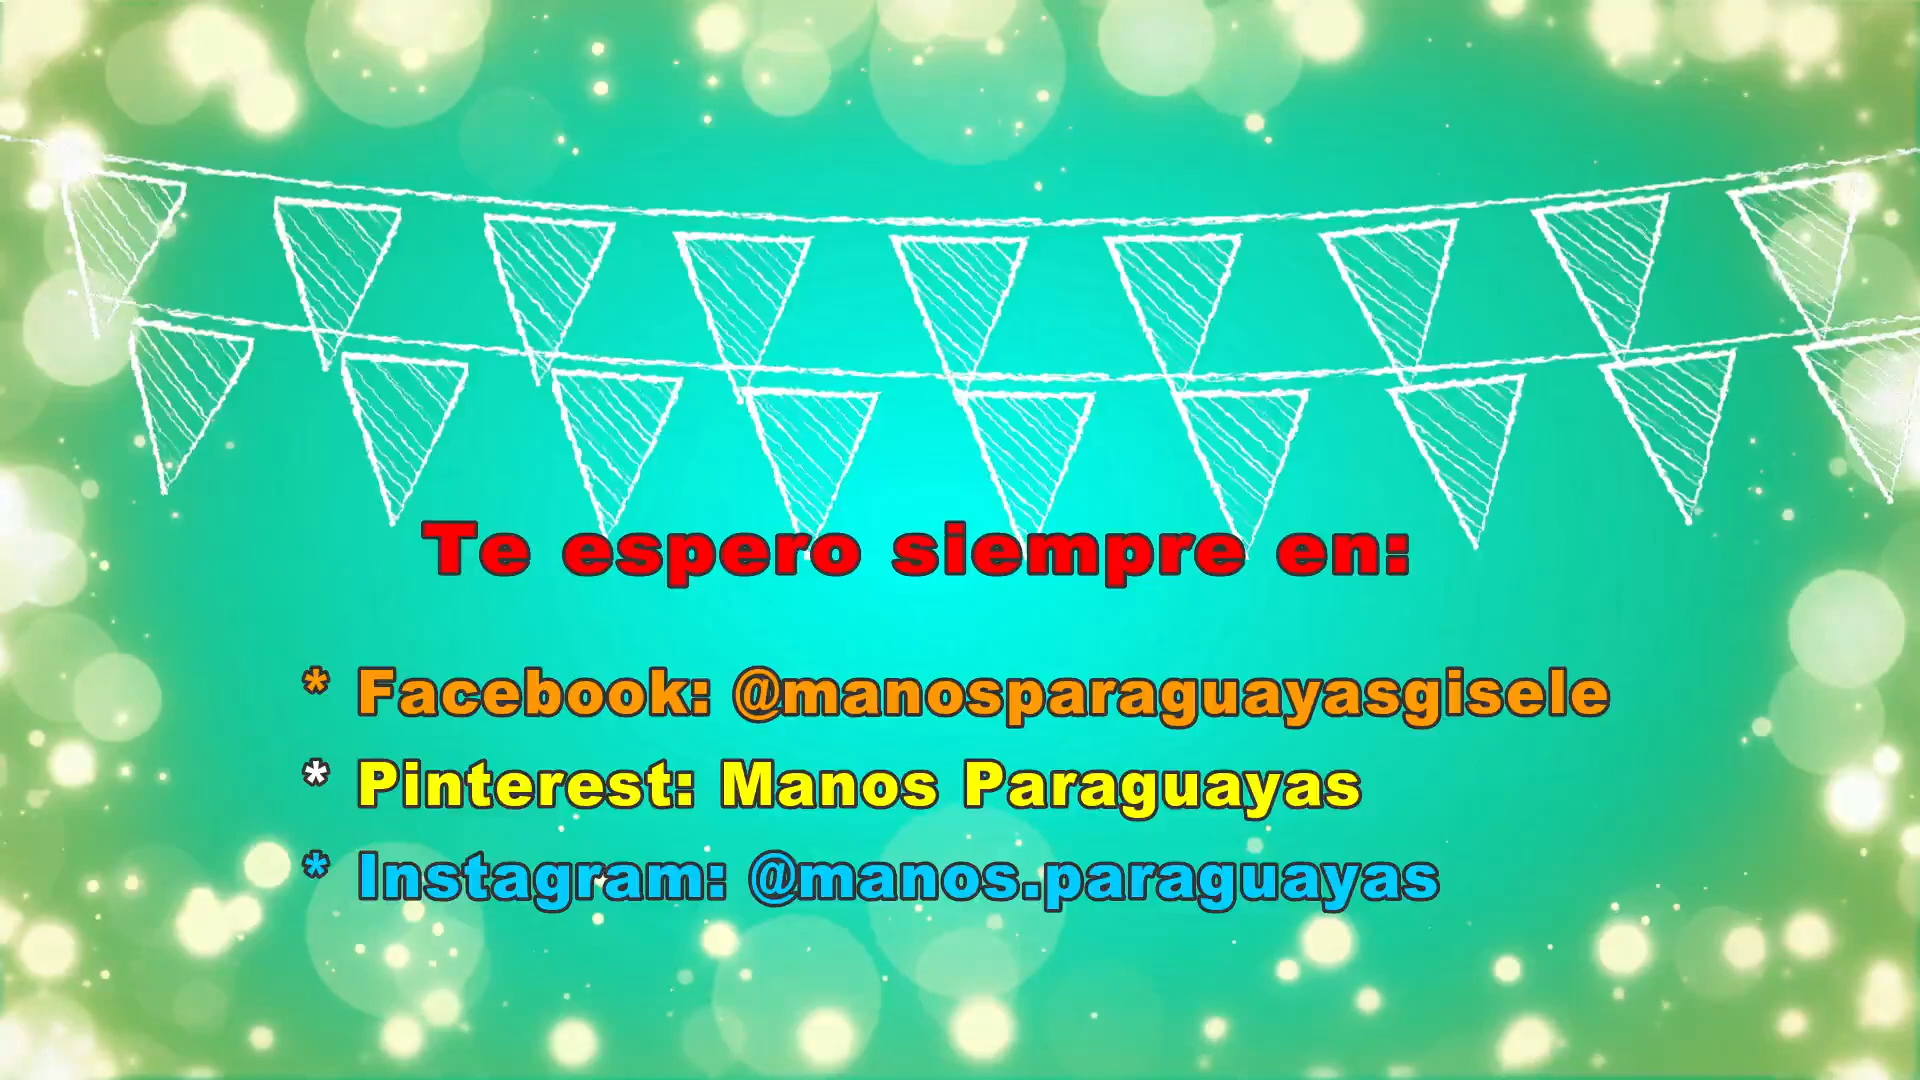 Te espero siempre en:
* Facebook: @manosparaguayasgisele
* Pinterest: Manos Paraguayas
* Instagram: @manos.paraguayas